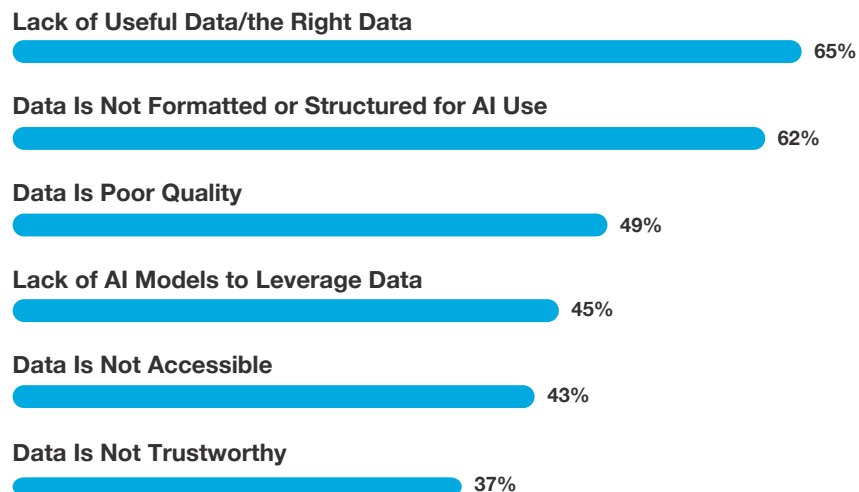 Lack of Useful Data/the Right Data
65%
Data Is Not Formatted or Structured for AI Use
62%
Data Is Poor Quality
49%
Lack of AI Models to Leverage Data
45%
Data Is Not Accessible
43%
Data Is Not Trustworthy
37%